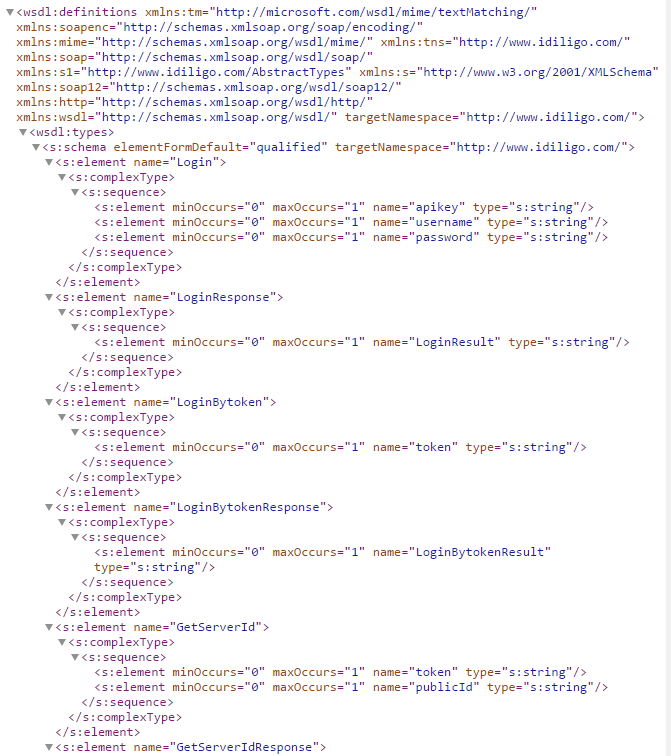 <wsdl:definitions xmlns:tm="http://microsoft.com/wsdl/mime/textMatching/"
xmlns:soapenc="http://schemas.xmlsoap.org/soap/encoding/"
xmlns:mime="http://schemas.xmlsoap.org/wsdl/mime/" xmlns:tns="http://www.idiligo.com/"
xmlns:soap="http://schemas.xmlsoap.org/wsdl/soap/"
xmlns:s1="http://www.idiligo.com/AbstractTypes" xmlns:s="http://www.w3.org/2001/XMLSchema"
xmlns:soap12="http://schemas.xmlsoap.org/wsdl/soap12/"
xmlns:http="http://schemas.xmlsoap.org/wsdl/http/"
xmlns:wsdl="http://schemas.xmlsoap.org/wsdl/" targetNamespace="http://www.idiligo.com/">
<wsdl:types>
<s:schema elementFormDefault="qualified" targetNamespace="http://www.idiligo.com/">
<s:element name="Login">
<s:complexType>
<s:sequence>
<s:element minOccurs="0" maxOccurs="1" name="apikey" type="s:string"/>
<s:element minOccurs="0" maxOccurs="1" name="username" type="s:string"/>
<s:element minOccurs="0" maxOccurs="1" name="password" type="s:string"/>
</s:sequence>
</s:complexType>
</s:element>
<s:element name="LoginResponse">
<s:complexType>
<s:sequence>
<s:element minOccurs="0" maxOccurs="1" name="LoginResult" type="s:string"/>
</s:sequence>
</s:complexType>
</s:element>
<s:element name="LoginBytoken">
<s:complexType>
<s:sequence>
<s:element minOccurs="0" maxOccurs="1" name="token" type="s:string"/>
</s:sequence>
</s:complexType>
</s:element>
<s:element name="LoginBytokenResponse">
<s:complexType>
<s:sequence>
<s:element minOccurs="0" maxOccurs="1" name="LoginBytokenResult"
type="s:string"/>
</s:sequence>
</s:complexType>
</s:element>
<s:element name="GetServerId">
<s:complexType>
<s:sequence>
<s:element minOccurs="0" maxOccurs="1" name="token" type="s:string"/>
<s:element minOccurs="0" maxOccurs="1" name="publicId" type="s:string"/>
</s:sequence>
</s:complexType>
</s:element>
<s:element name="GetServerIdResponse">